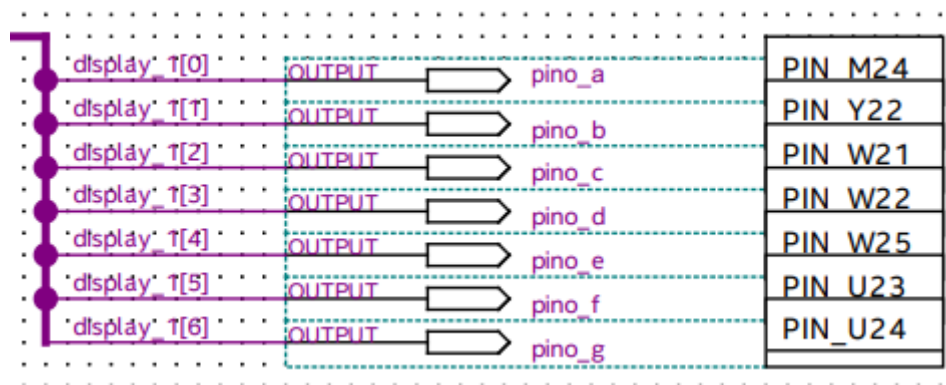 display_1[0] OUTPUT pino_a PIN_M24
display_1[1] OUTPUT pino_b PIN_Y22
display_1[2] OUTPUT pino_c PIN_W21
display_1[3] OUTPUT pino_d PIN_W22
display_1[4] OUTPUT pino_e PIN_W25
display_1[5] OUTPUT pino_f PIN_U23
display_1[6] OUTPUT pino_g PIN_U24